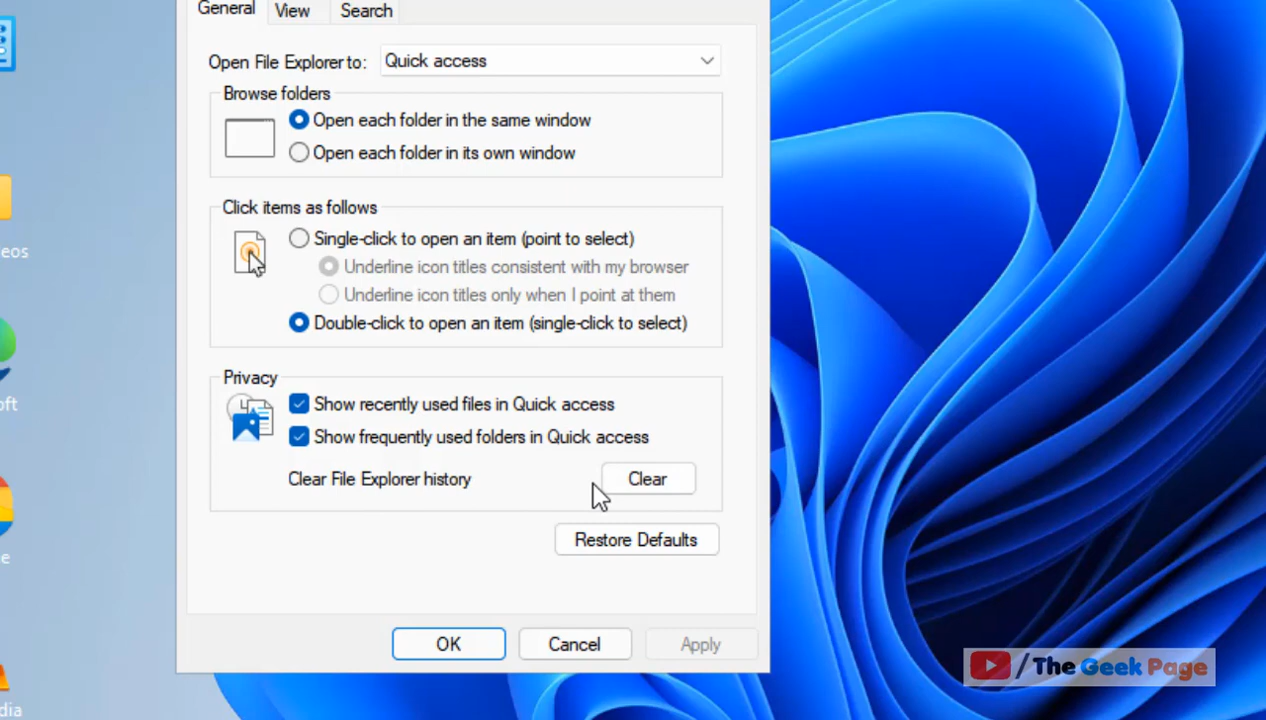 General View Search
Open File Explorer to: Quick access
Browse folders
Open each folder in the same window
Open each folder in its own window
Click items as follows
Single-click to open an item (point to select)
Underline icon titles consistent with my browser
Underline icon titles only when I point at them
Double-click to open an item (single-click to select)
Privacy
Show recently used files in Quick access
Show frequently used folders in Quick access
Clear File Explorer history Clear
Restore Defaults
OK Cancel Apply
eos
oft
e
dia
/The Geek Page